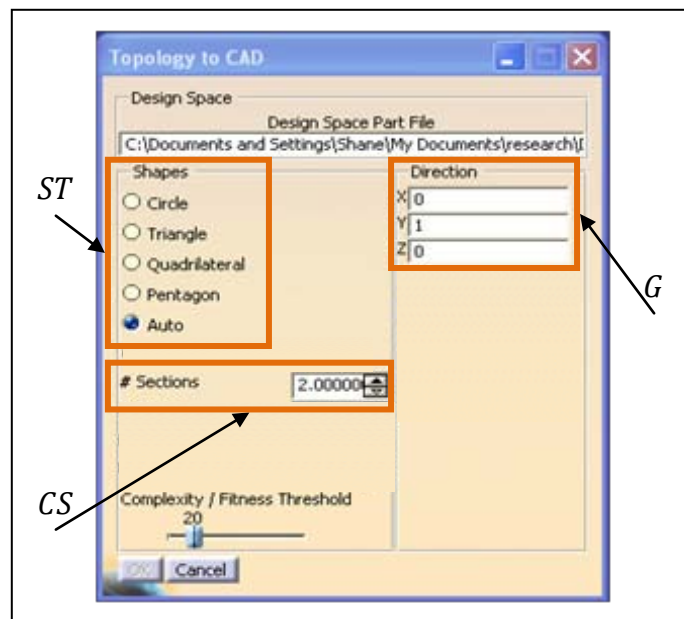 Topology to CAD
Design Space
Design Space Part File
C:\Documents and Settings\Shane\My Documents\research\
Shapes
Circle
Triangle
Quadrilateral
Pentagon
Auto
Direction
X 0
Y 1
Z 0
ST
G
# Sections 2.00000
CS
Complexity / Fitness Threshold
20
OK Cancel